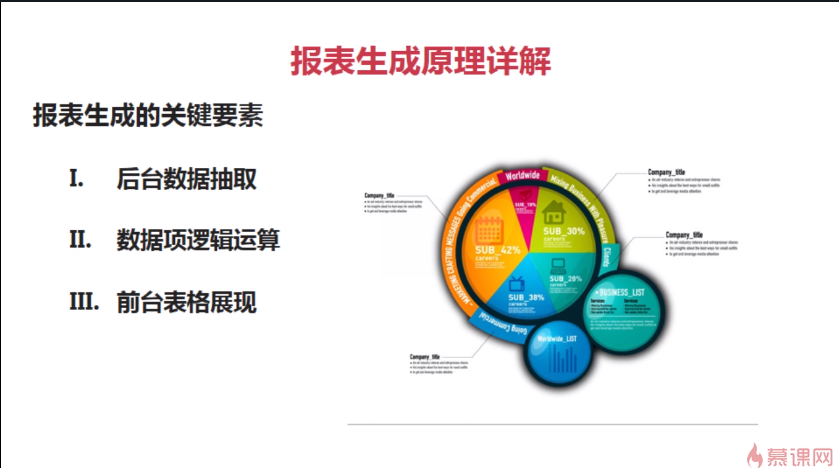 报表生成原理详解
报表生成的关键要素
I. 后台数据抽取
II. 数据项逻辑运算
III. 前台表格展现
Company_title
Worldwide
Mixing Business With Pleasure
Company_title
SUB_19%
SUB_30%
careers
MARKETING CRAFTING MESSAGES Going Commercial
SUB_42%
careers
Clients
Company_title
SUB_28%
careers
SUB_38%
careers
BUSINESS_LIST
Services
Services
Going Commercial
Worldwide_LIST
Company_title
慕课网